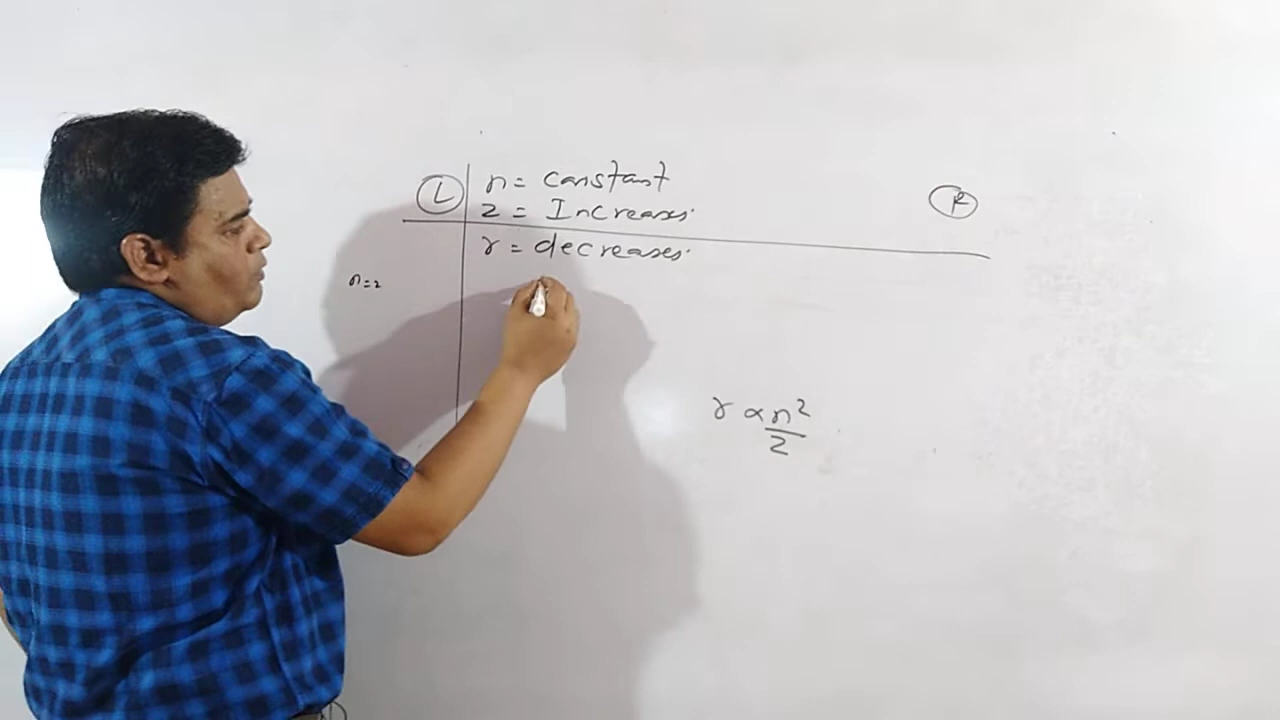 L
n = constant
R
z = Increases
r = decreases
n = 2
r ∝ n²
z